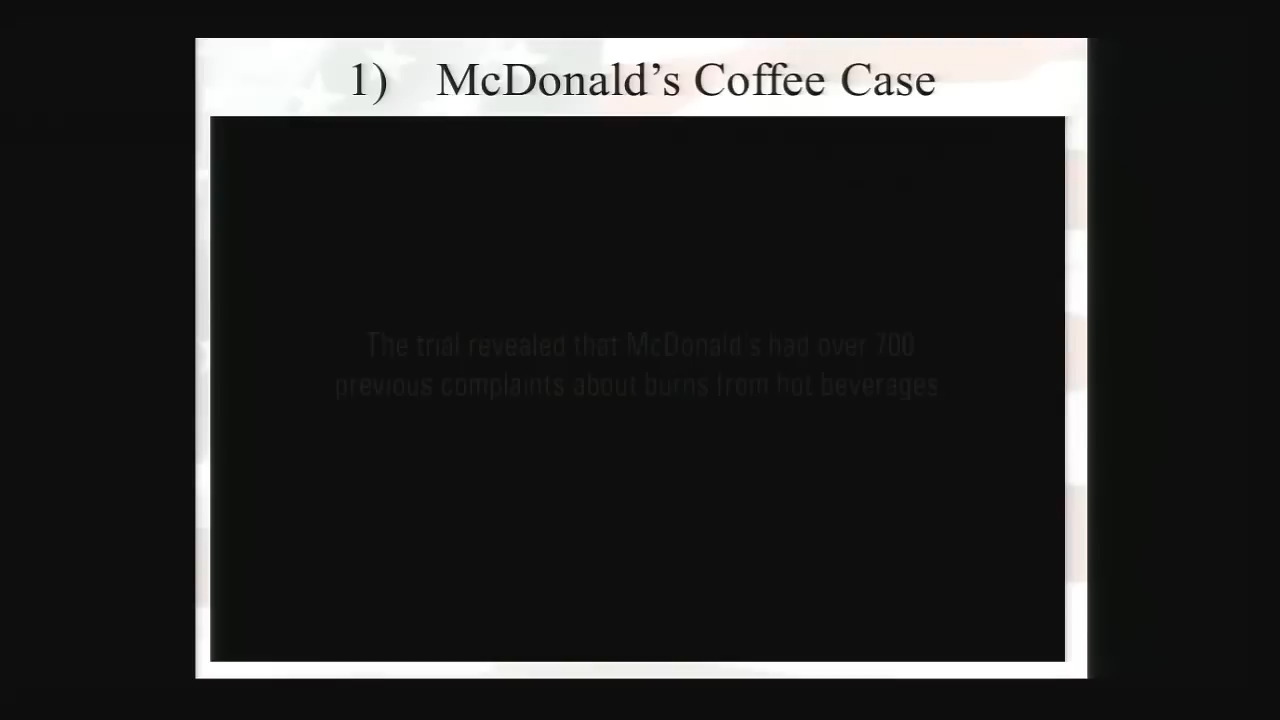 1) McDonald’s Coffee Case
The trial revealed that McDonald's had over 700
previous complaints about burns from hot beverages